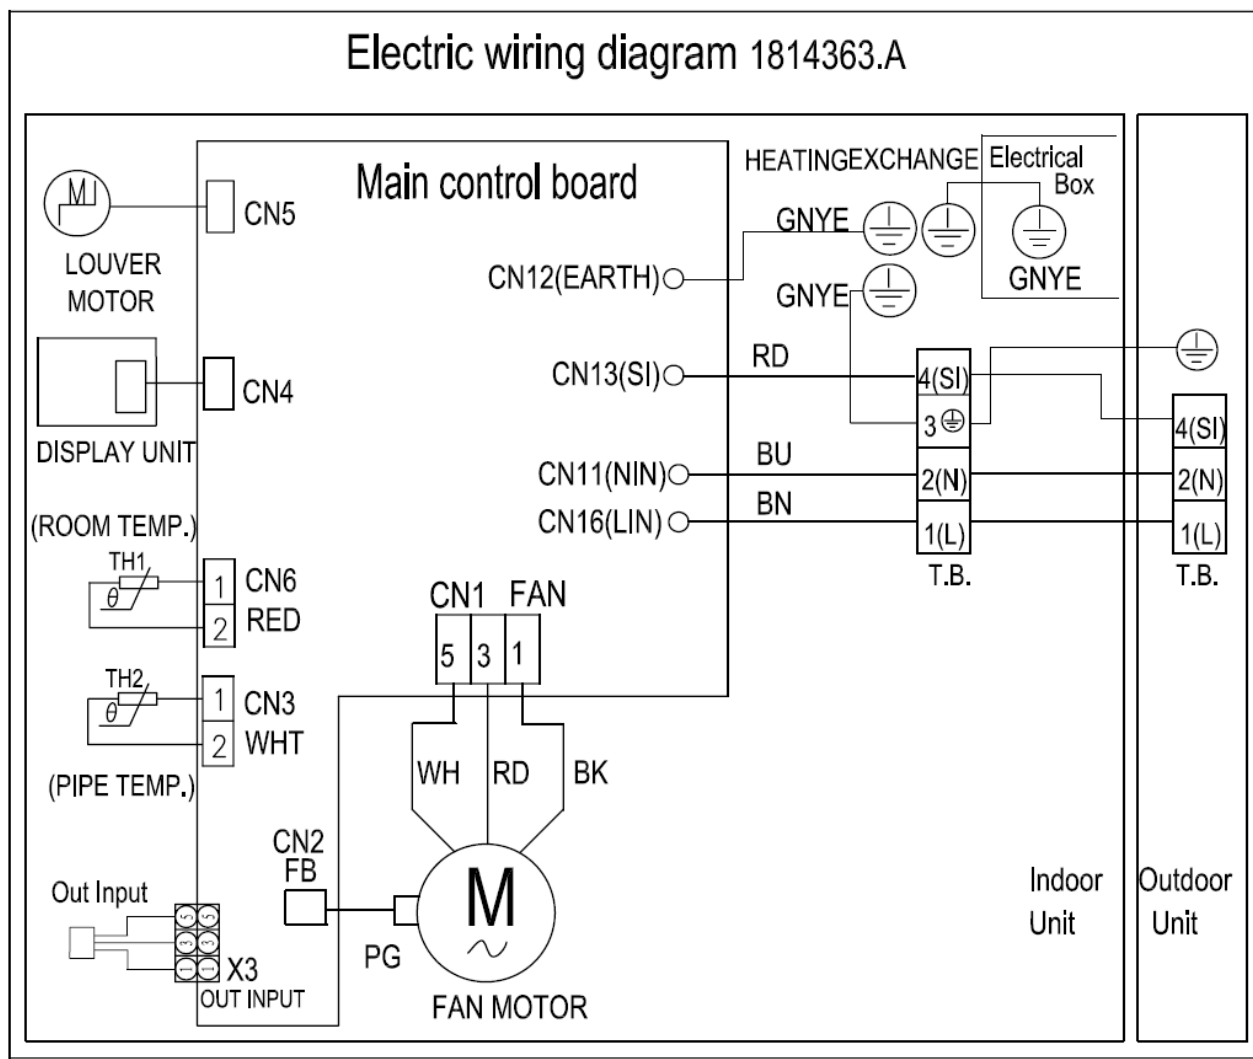 Electric wiring diagram 1814363.A
Main control board
HEATING EXCHANGE
Electrical
Box
M
LOUVER
MOTOR
CN5
GNYE
GNYE
CN12(EARTH)
GNYE
DISPLAY UNIT
CN4
CN13(SI)
RD
4(SI)
3
4(SI)
CN11(NIN)
BU
2(N)
2(N)
CN16(LIN)
BN
1(L)
1(L)
T.B.
T.B.
(ROOM TEMP.)
TH1
θ
1
2
CN6
RED
CN1 FAN
5 3 1
TH2
θ
1
2
CN3
WHT
(PIPE TEMP.)
WH RD BK
CN2
FB
M
PG
FAN MOTOR
Out Input
5 5
3 3
1 1
X3
OUT INPUT
Indoor
Unit
Outdoor
Unit